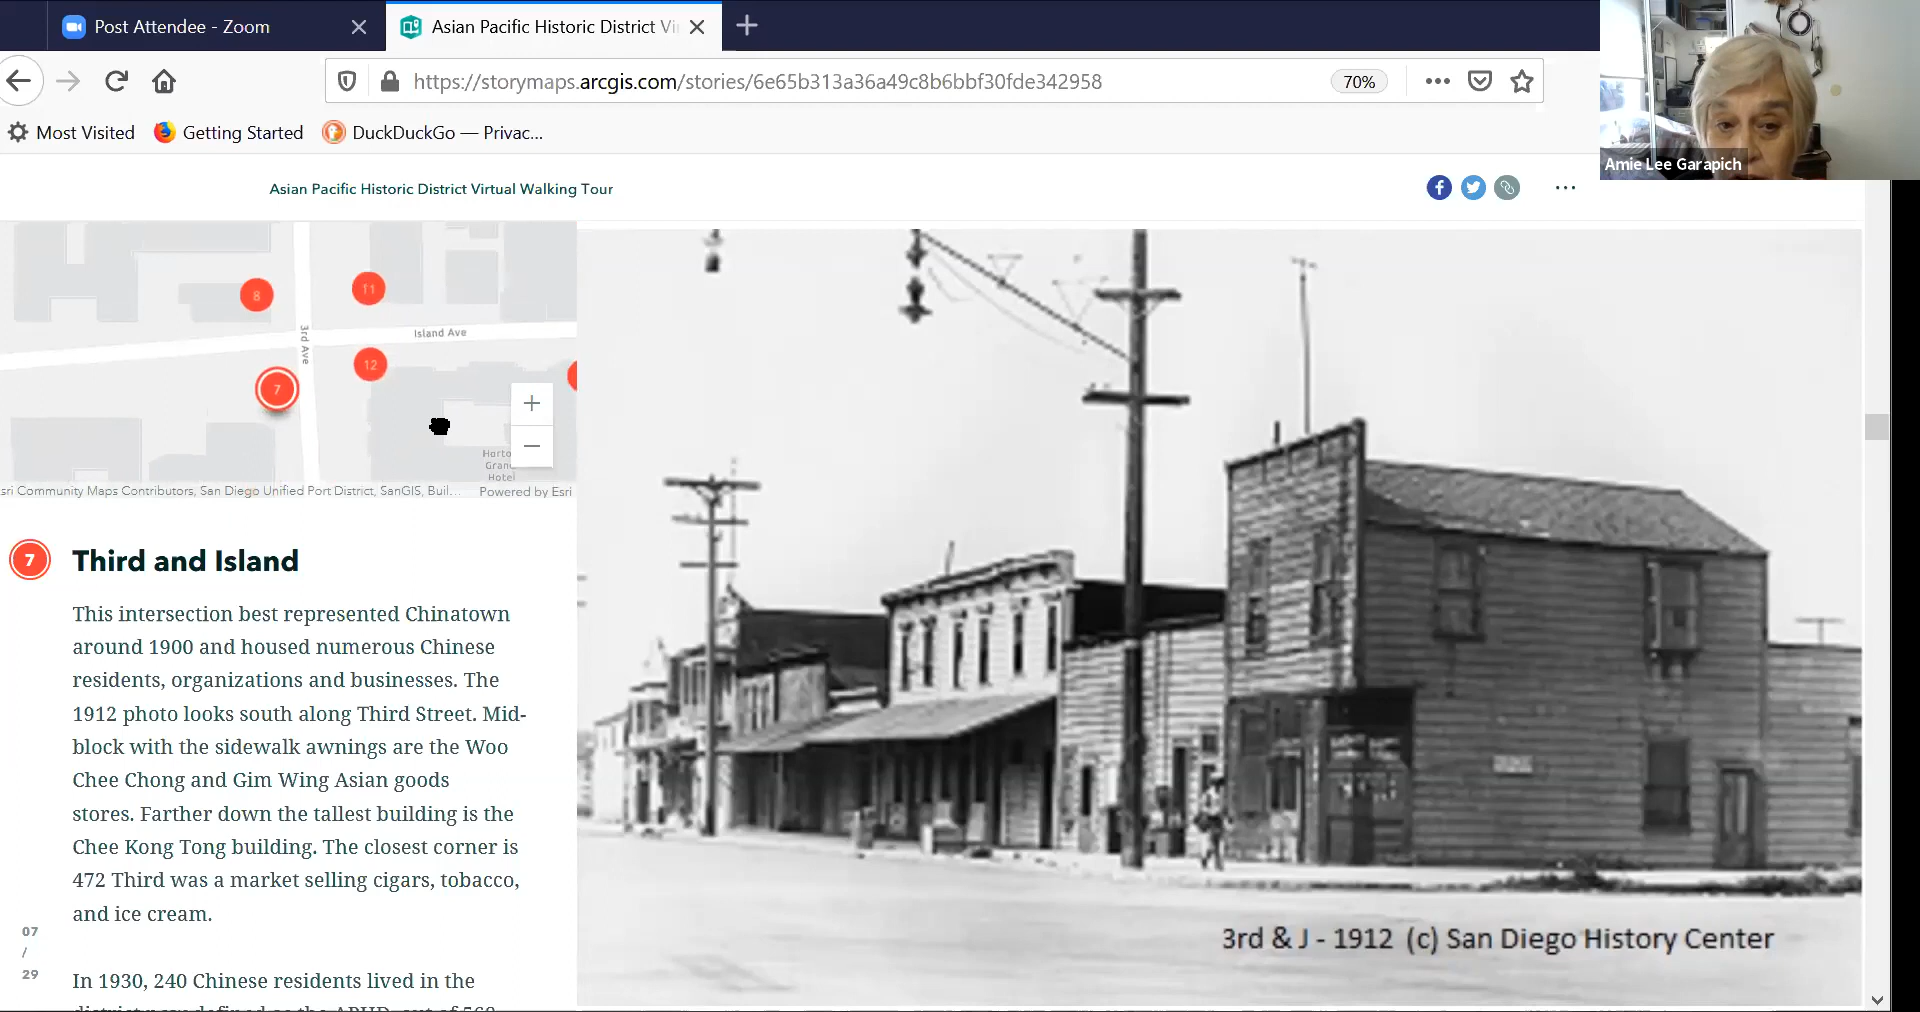 Post Attendee - Zoom
Asian Pacific Historic District Vi
https://storymaps.arcgis.com/stories/6e65b313a36a49c8b6bbf30fde342958
70%
Most Visited
Getting Started
DuckDuckGo — Privac...
Amie Lee Garapich
Asian Pacific Historic District Virtual Walking Tour
8
11
3rd Ave
Island Ave
12
7
Horto
Grand
Hotel
sri Community Maps Contributors, San Diego Unified Port District, SanGIS, Buil...
Powered by Esri
7
Third and Island
This intersection best represented Chinatown
around 1900 and housed numerous Chinese
residents, organizations and businesses. The
1912 photo looks south along Third Street. Mid-
block with the sidewalk awnings are the Woo
Chee Chong and Gim Wing Asian goods
stores. Farther down the tallest building is the
Chee Kong Tong building. The closest corner is
472 Third was a market selling cigars, tobacco,
and ice cream.
07
/
29
In 1930, 240 Chinese residents lived in the
3rd & J - 1912 (c) San Diego History Center